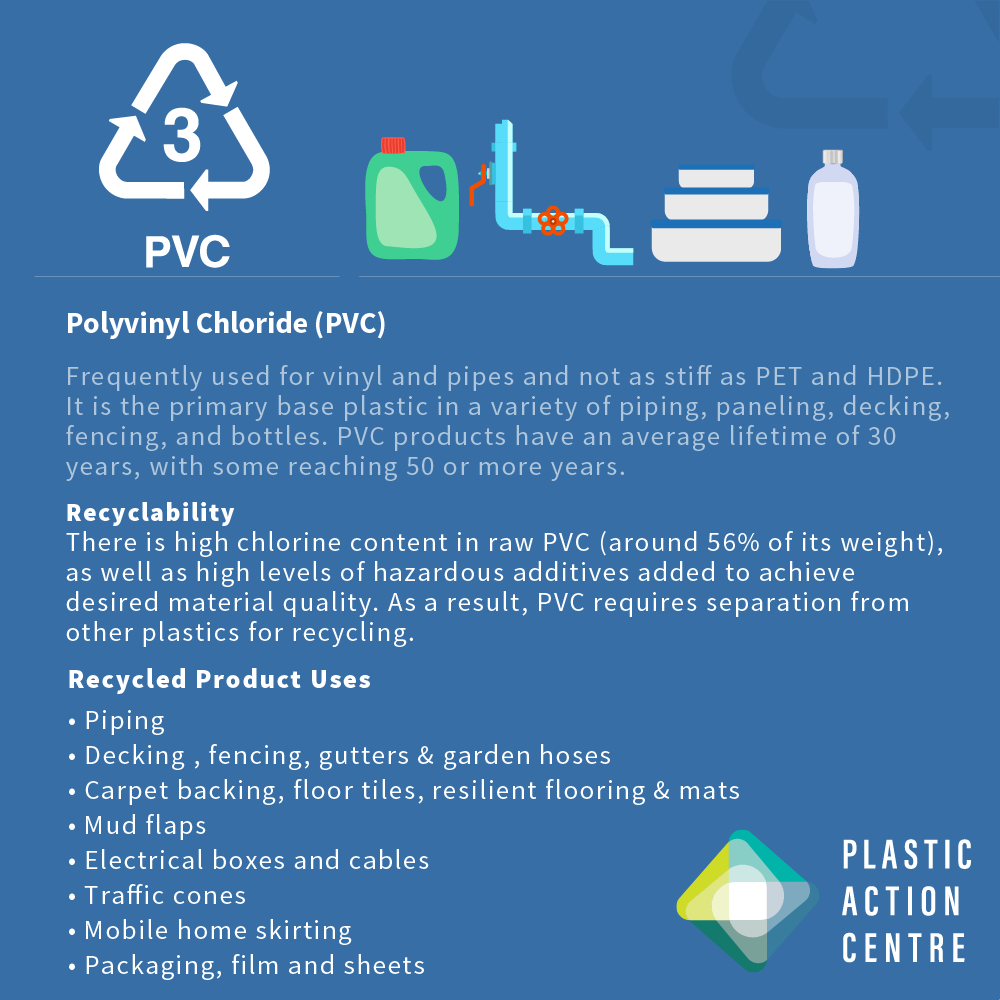 3
PVC
Polyvinyl Chloride (PVC)
Frequently used for vinyl and pipes and not as stiff as PET and HDPE.
It is the primary base plastic in a variety of piping, paneling, decking,
fencing, and bottles. PVC products have an average lifetime of 30
years, with some reaching 50 or more years.
Recyclability
There is high chlorine content in raw PVC (around 56% of its weight),
as well as high levels of hazardous additives added to achieve
desired material quality. As a result, PVC requires separation from
other plastics for recycling.
Recycled Product Uses
• Piping
• Decking , fencing, gutters & garden hoses
• Carpet backing, floor tiles, resilient flooring & mats
• Mud flaps
• Electrical boxes and cables
• Traffic cones
• Mobile home skirting
• Packaging, film and sheets
PLASTIC
ACTION
CENTRE